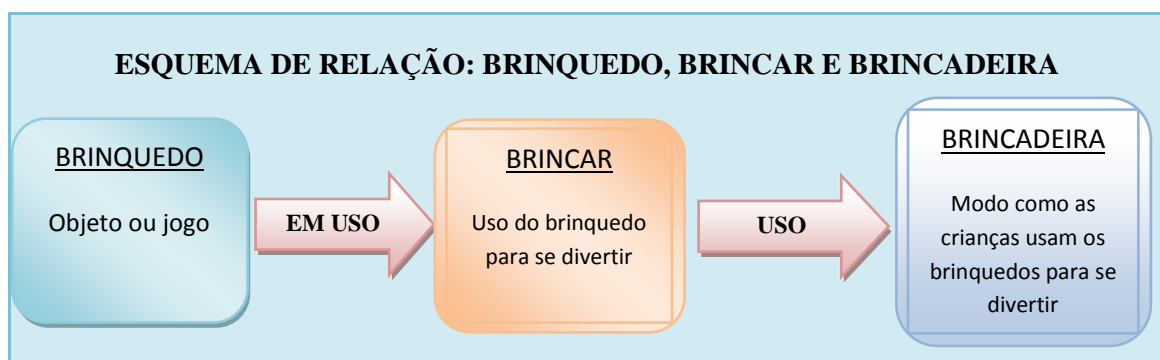 ESQUEMA DE RELAÇÃO: BRINQUEDO, BRINCAR E BRINCADEIRA
BRINQUEDO
Objeto ou jogo
EM USO
BRINCAR
Uso do brinquedo
para se divertir
USO
BRINCADEIRA
Modo como as
crianças usam os
brinquedos para se
divertir